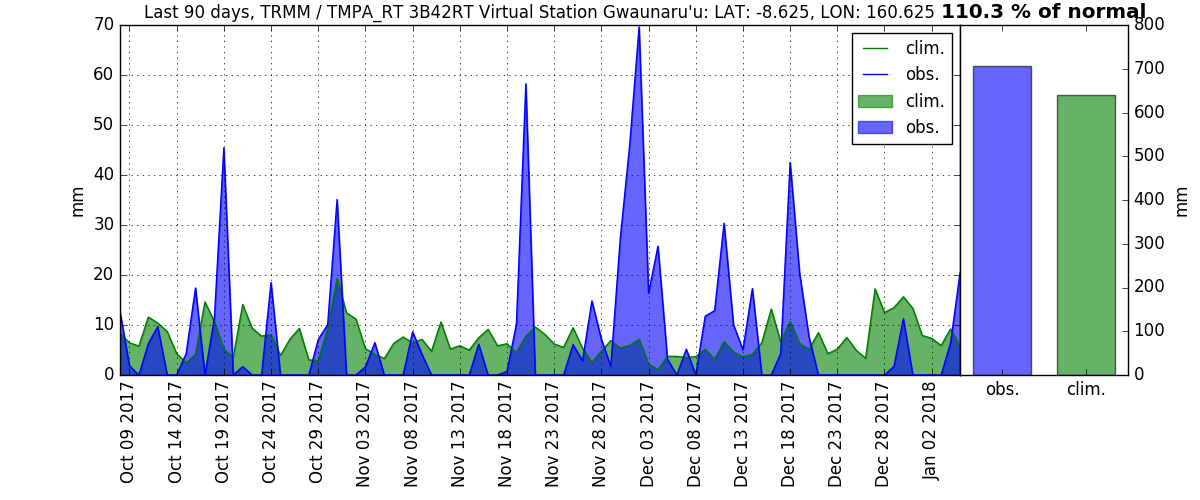 Last 90 days, TRMM / TMPA_RT 3B42RT Virtual Station Gwaunaru'u: LAT: -8.625, LON: 160.625 110.3 % of normal
70
60
50
40
30
20
10
0
mm
clim.
obs.
clim.
obs.
800
700
600
500
400
300
200
100
0
mm
Oct 09 2017
Oct 14 2017
Oct 19 2017
Oct 24 2017
Oct 29 2017
Nov 03 2017
Nov 08 2017
Nov 13 2017
Nov 18 2017
Nov 23 2017
Nov 28 2017
Dec 03 2017
Dec 08 2017
Dec 13 2017
Dec 18 2017
Dec 23 2017
Dec 28 2017
Jan 02 2018
obs.
clim.